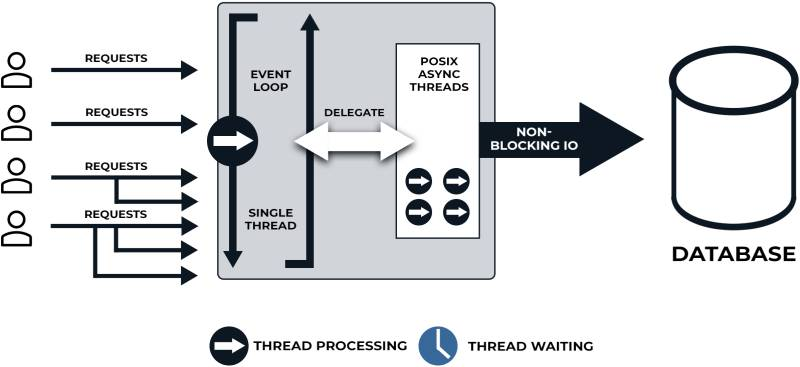 REQUESTS
REQUESTS
REQUESTS
REQUESTS
EVENT
LOOP
SINGLE
THREAD
DELEGATE
POSIX
ASYNC
THREADS
NON-
BLOCKING IO
DATABASE
THREAD PROCESSING
THREAD WAITING